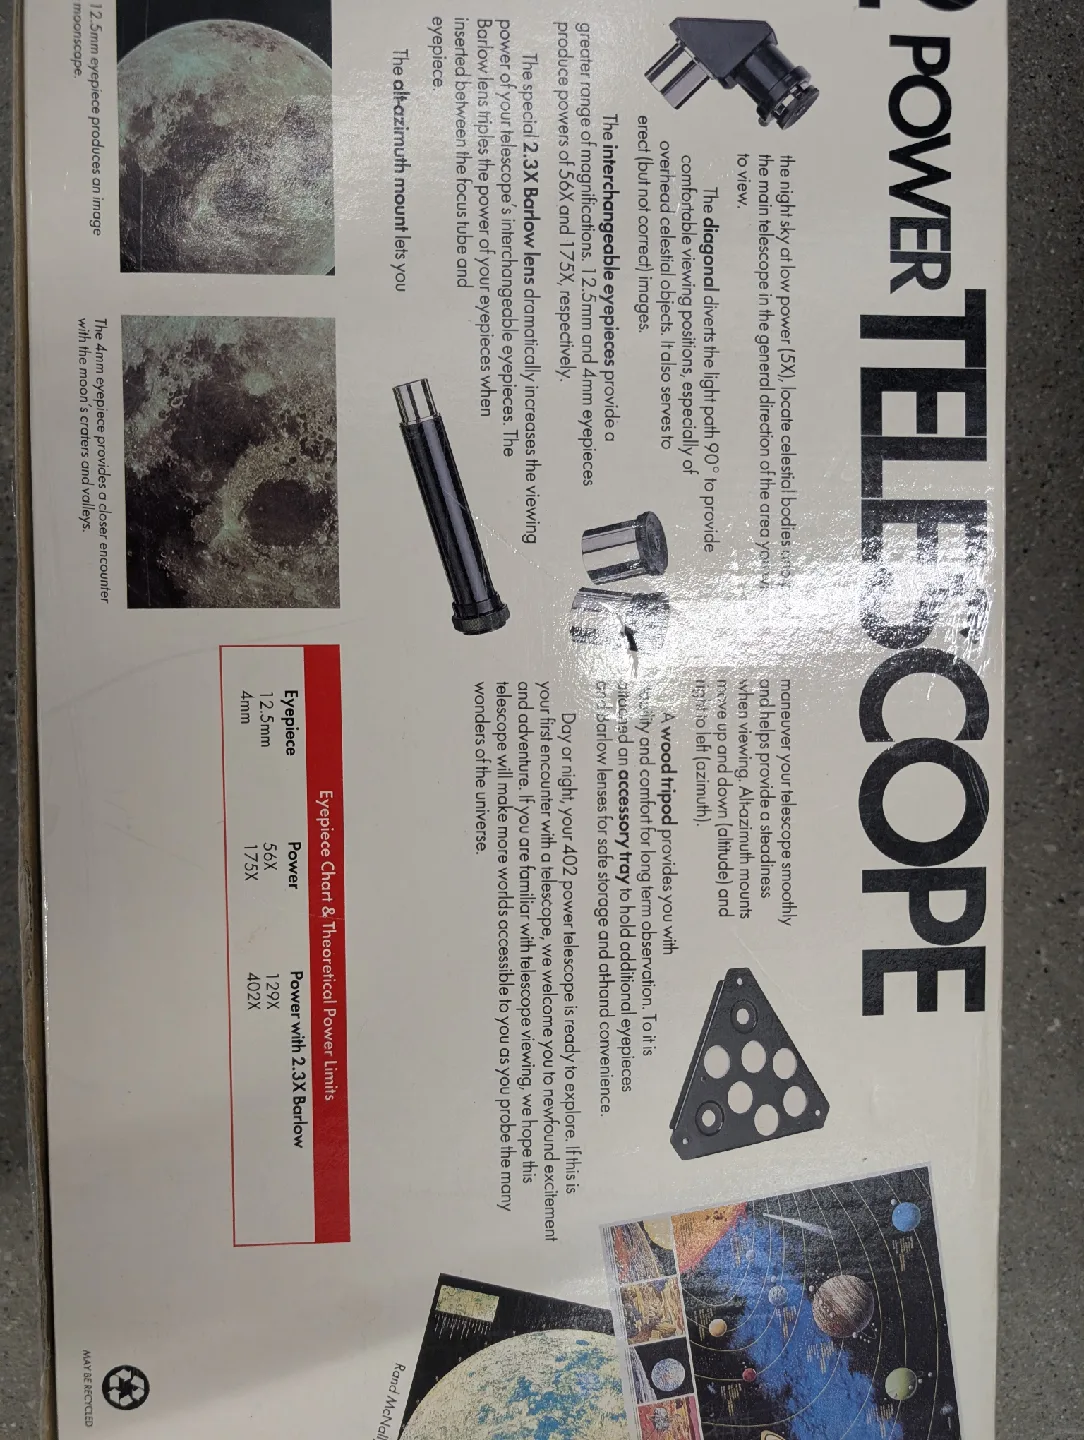 POWER TELESCOPE
the night sky at low power (5X), locate celestial bodies
the main telescope in the general direction of the area
to view.
The diagonal diverts the light path 90° to provide
comfortable viewing positions, especially of
overhead celestial objects. It also serves to
erect (but not correct) images.
The interchangeable eyepieces provide a
greater range of magnifications. 12.5mm and 4mm eyepieces
produce powers of 56X and 175X, respectively.
The special 2.3X Barlow lens dramatically increases the viewing
power of your telescope's interchangeable eyepieces. The
Barlow lens triples the power of your eyepieces when
inserted between the focus tube and
eyepiece.
The alt-azimuth mount lets you
maneuver your telescope smoothly
and helps provide a steadiness
when viewing. Alt-azimuth mounts
move up and down (altitude) and
right to left (azimuth).
A wood tripod provides you with
and comfort for long term observation. To it is
attached an accessory tray to hold additional eyepieces
and Barlow lenses for safe storage and at-hand convenience.
Day or night, your 402 power telescope is ready to explore. If this is
your first encounter with a telescope, we welcome you to newfound excitement
and adventure. If you are familiar with telescope viewing, we hope this
telescope will make more worlds accessible to you as you probe the many
wonders of the universe.
12.5mm eyepiece produces an image
moonscape.
The 4mm eyepiece provides a closer encounter
with the moon's craters and valleys.
Eyepiece Chart & Theoretical Power Limits
Eyepiece Power Power with 2.3X Barlow
12.5mm 56X 129X
4mm 175X 402X
Rand McNally
MAY BE RECYCLED